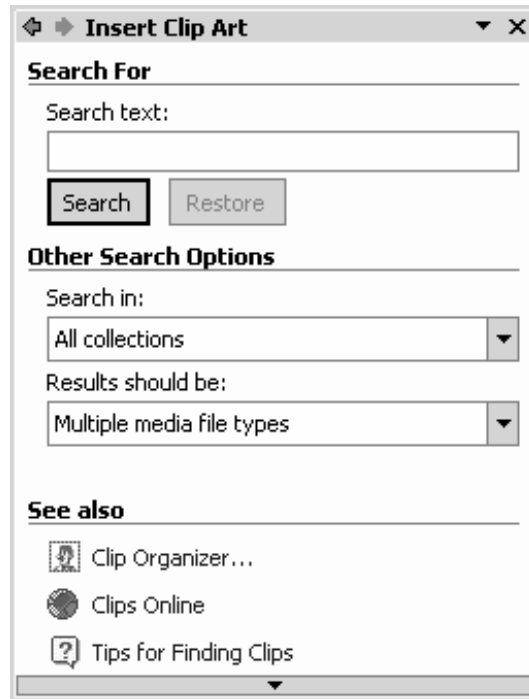 Insert Clip Art
Search For
Search text:
Search Restore
Other Search Options
Search in:
All collections
Results should be:
Multiple media file types
See also
Clip Organizer...
Clips Online
Tips for Finding Clips